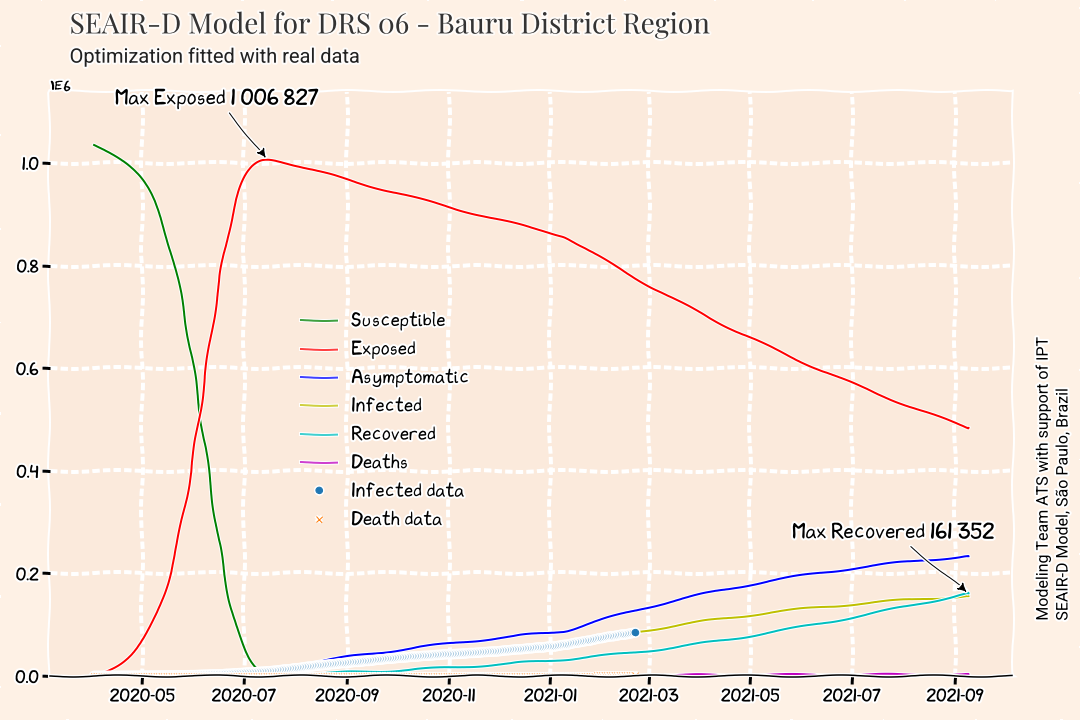 SEAIR-D Model for DRS 06 - Bauru District Region
Optimization fitted with real data
1E6
Max Exposed 1 006 827
1.0
0.8
0.6
0.4
0.2
0.0
Susceptible
Exposed
Asymptomatic
Infected
Recovered
Deaths
Infected data
Death data
Max Recovered 161 352
2020-05 2020-07 2020-09 2020-11 2021-01 2021-03 2021-05 2021-07 2021-09
Modeling Team ATS with support of IPT
SEAIR-D Model, São Paulo, Brazil